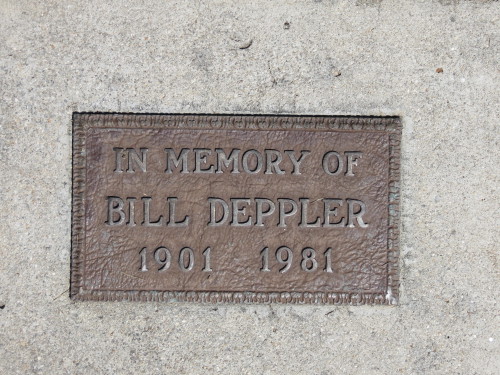 IN MEMORY OF
BILL DEPPLER
1901 1981